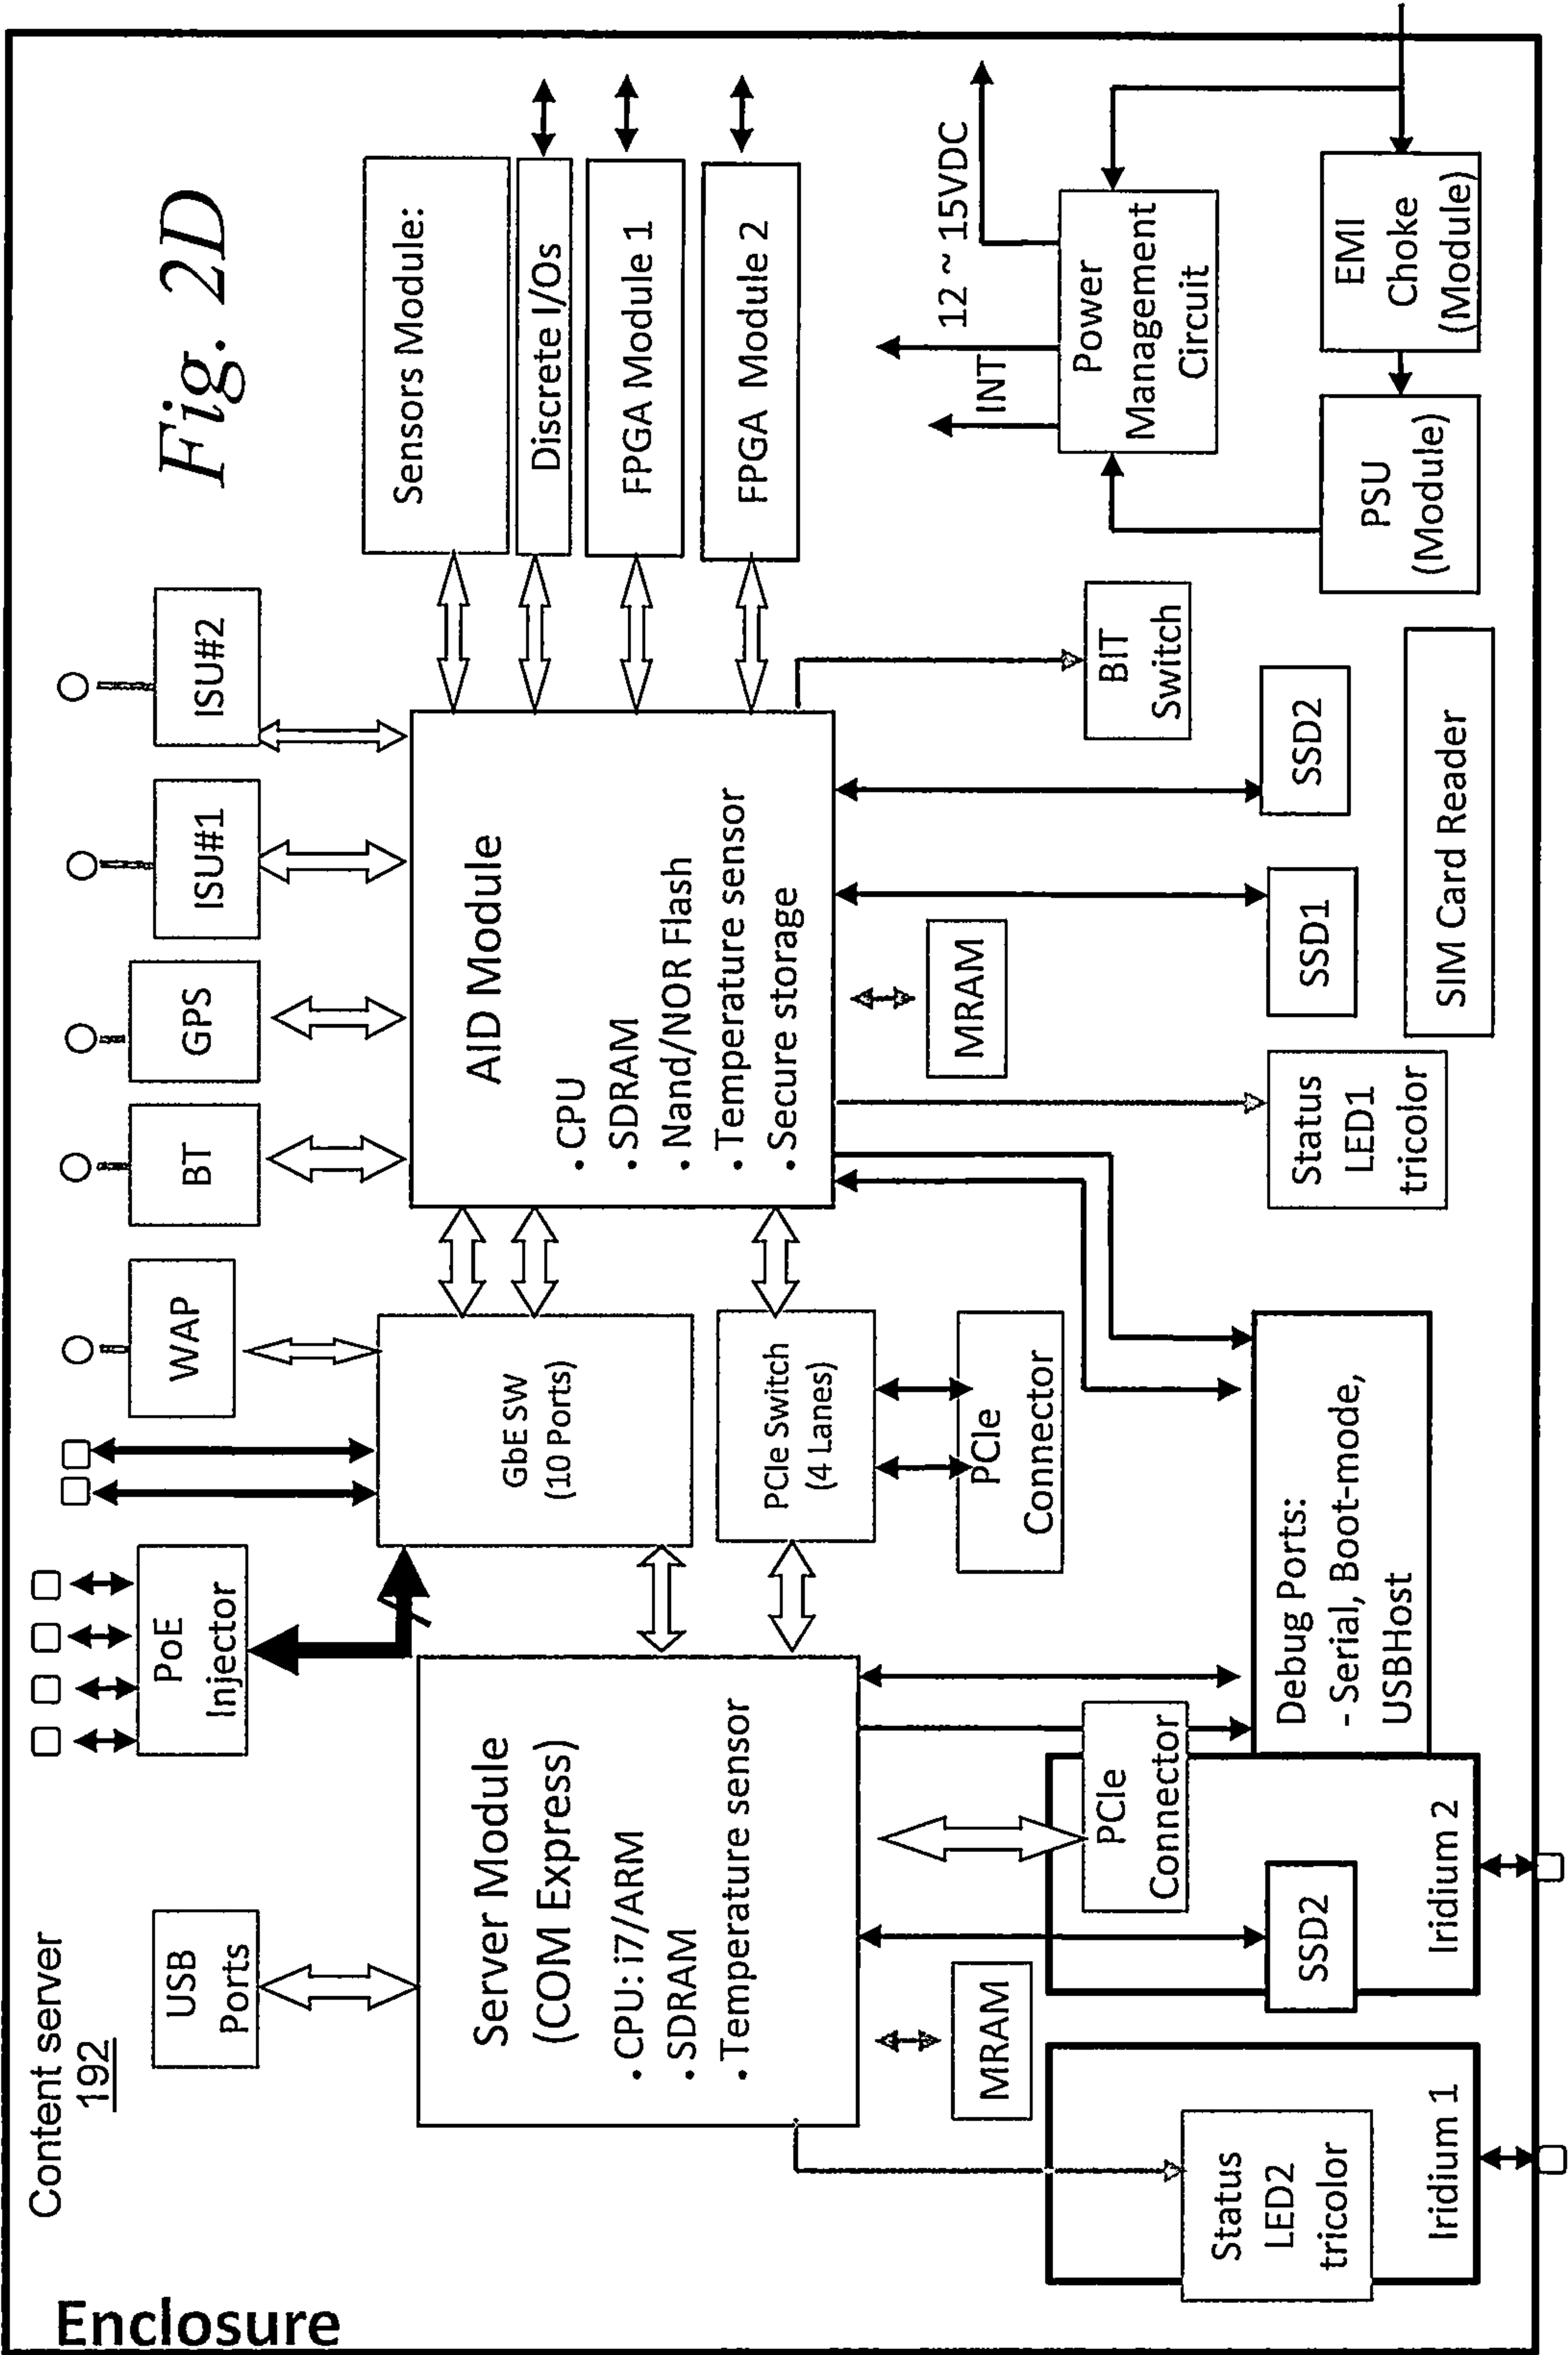 Enclosure
Content server
192
Fig. 2D
USB
Ports
PoE
Injector
WAP
BT
GPS
ISU#1
ISU#2
Server Module
(COM Express)
• CPU: i7/ARM
• SDRAM
• Temperature sensor
GbE SW
(10 Ports)
PCIe Switch
(4 Lanes)
PCIe
Connector
AID Module
• CPU
• SDRAM
• Nand/NOR Flash
• Temperature sensor
• Secure storage
Sensors Module:
Discrete I/Os
FPGA Module 1
FPGA Module 2
MRAM
MRAM
Status
LED2
tricolor
Iridium 1
SSD2
PCIe
Connector
Iridium 2
Debug Ports:
- Serial, Boot-mode,
USBHost
Status
LED1
tricolor
SSD1
SSD2
SIM Card Reader
BIT
Switch
INT
12 ~ 15VDC
Power
Management
Circuit
PSU
(Module)
EMI
Choke
(Module)